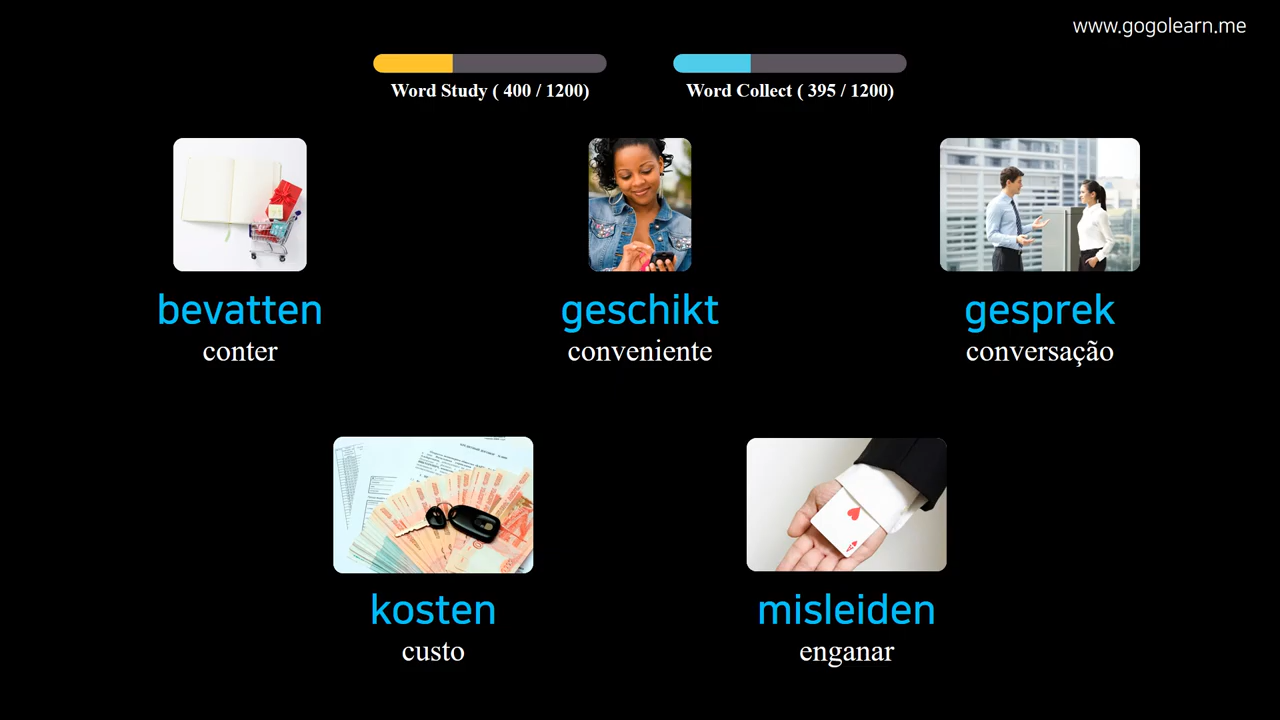 www.gogolearn.me
Word Study ( 400 / 1200)
Word Collect ( 395 / 1200)
bevatten
conter
geschikt
conveniente
gesprek
conversação
kosten
custo
misleiden
enganar